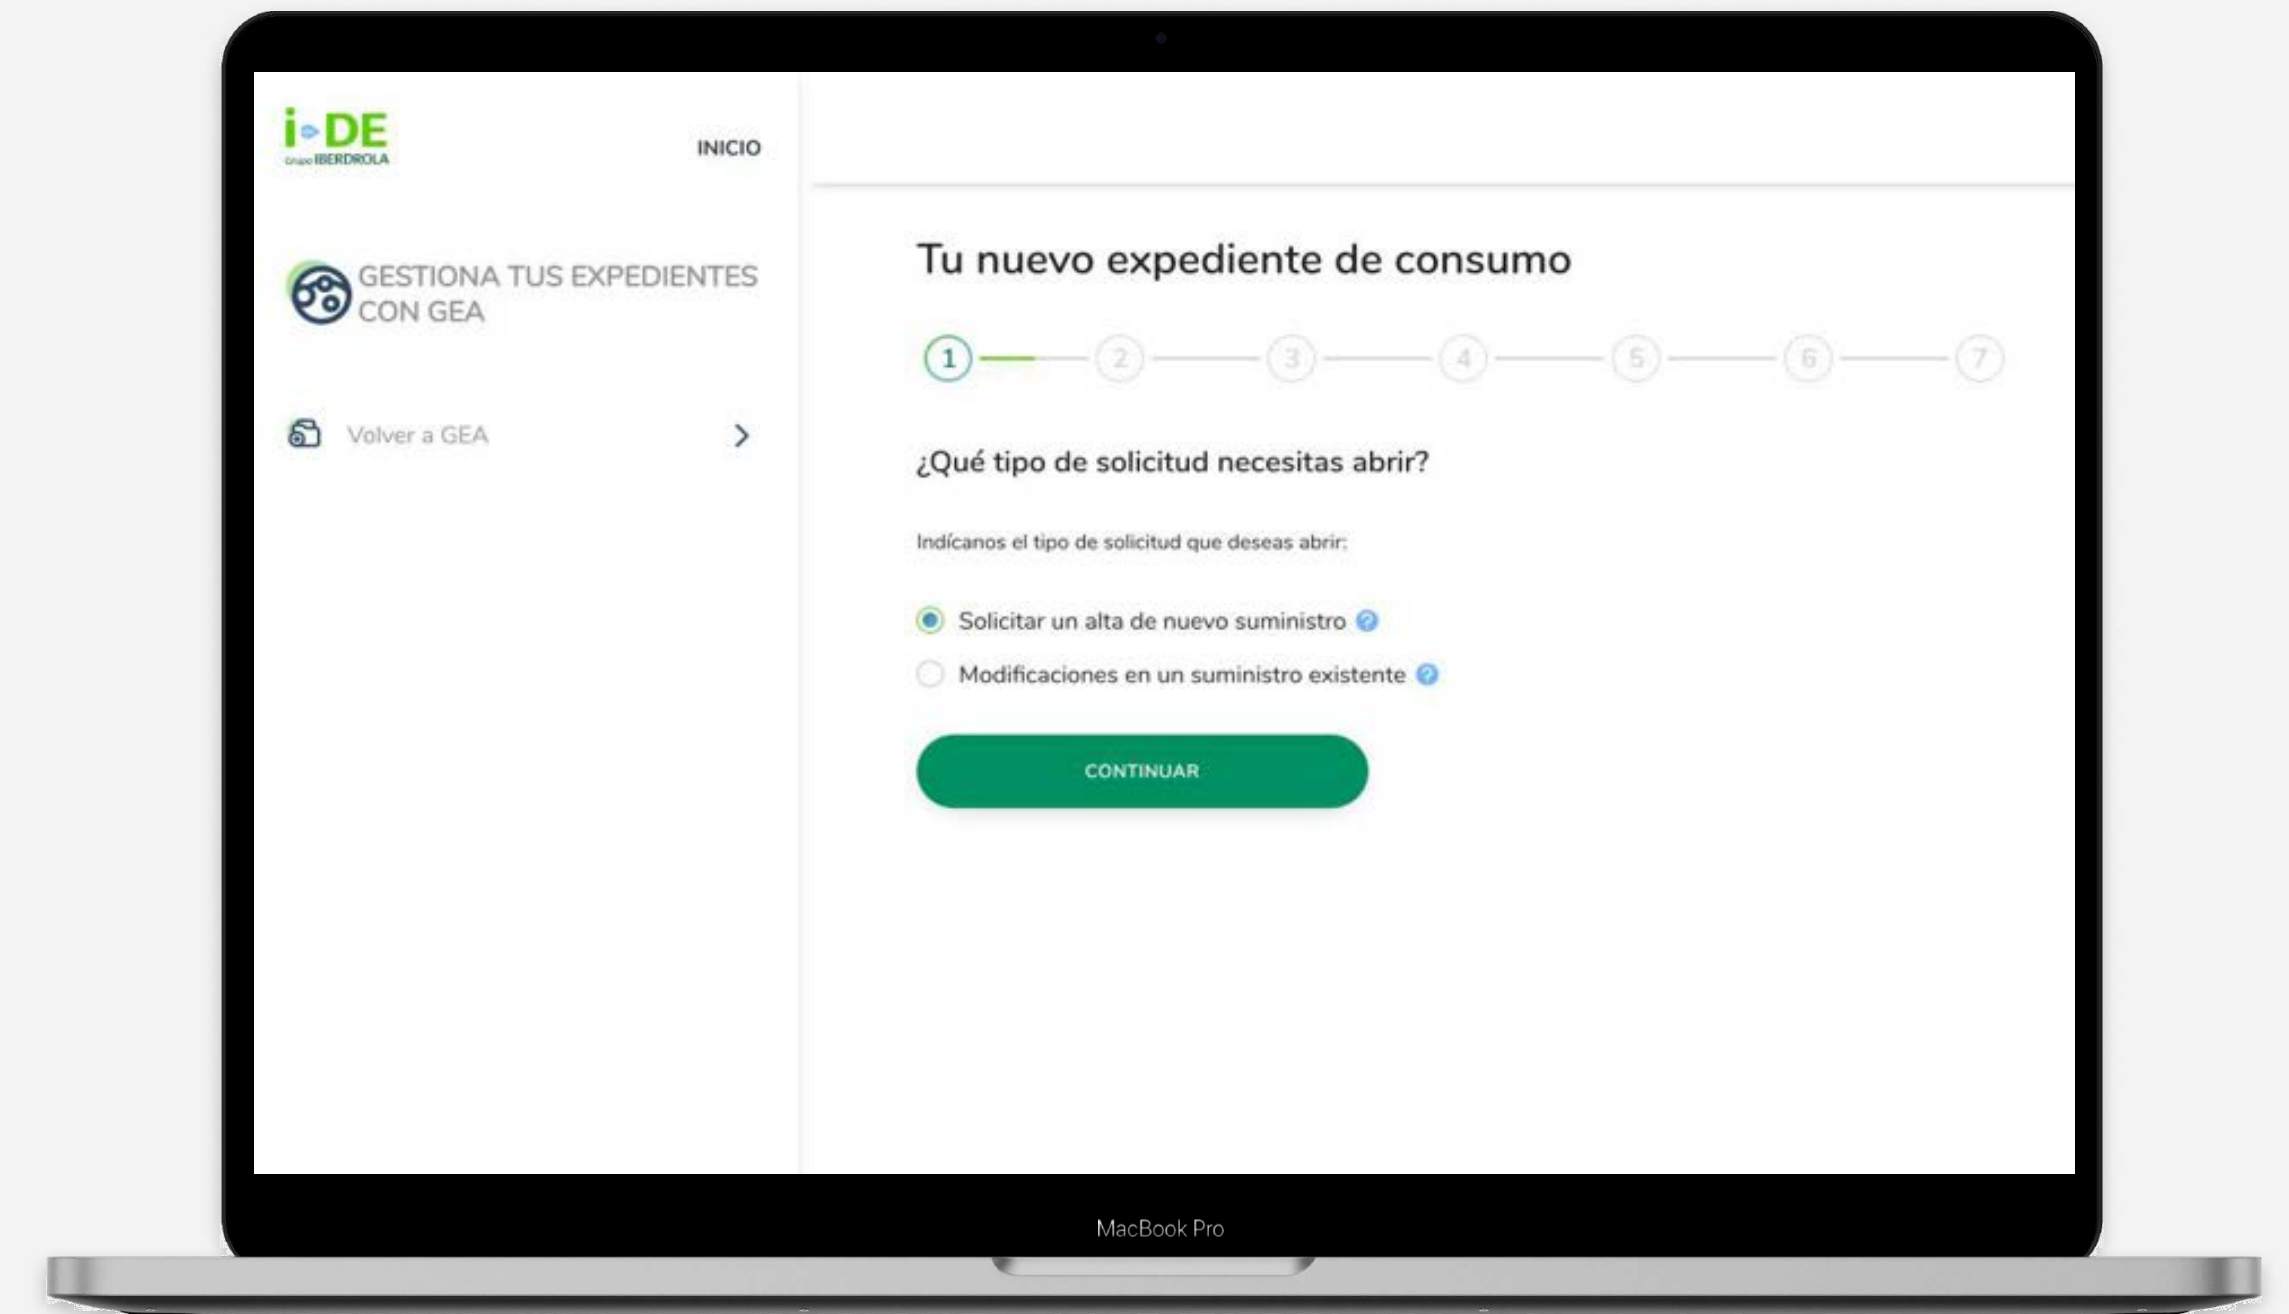 i-DE
Grupo IBERDROLA
INICIO
GESTIONA TUS EXPEDIENTES
CON GEA
Volver a GEA
Tu nuevo expediente de consumo
1 2 3 4 5 6 7
¿Qué tipo de solicitud necesitas abrir?
Indícanos el tipo de solicitud que deseas abrir:
Solicitar un alta de nuevo suministro ?
Modificaciones en un suministro existente ?
CONTINUAR
MacBook Pro